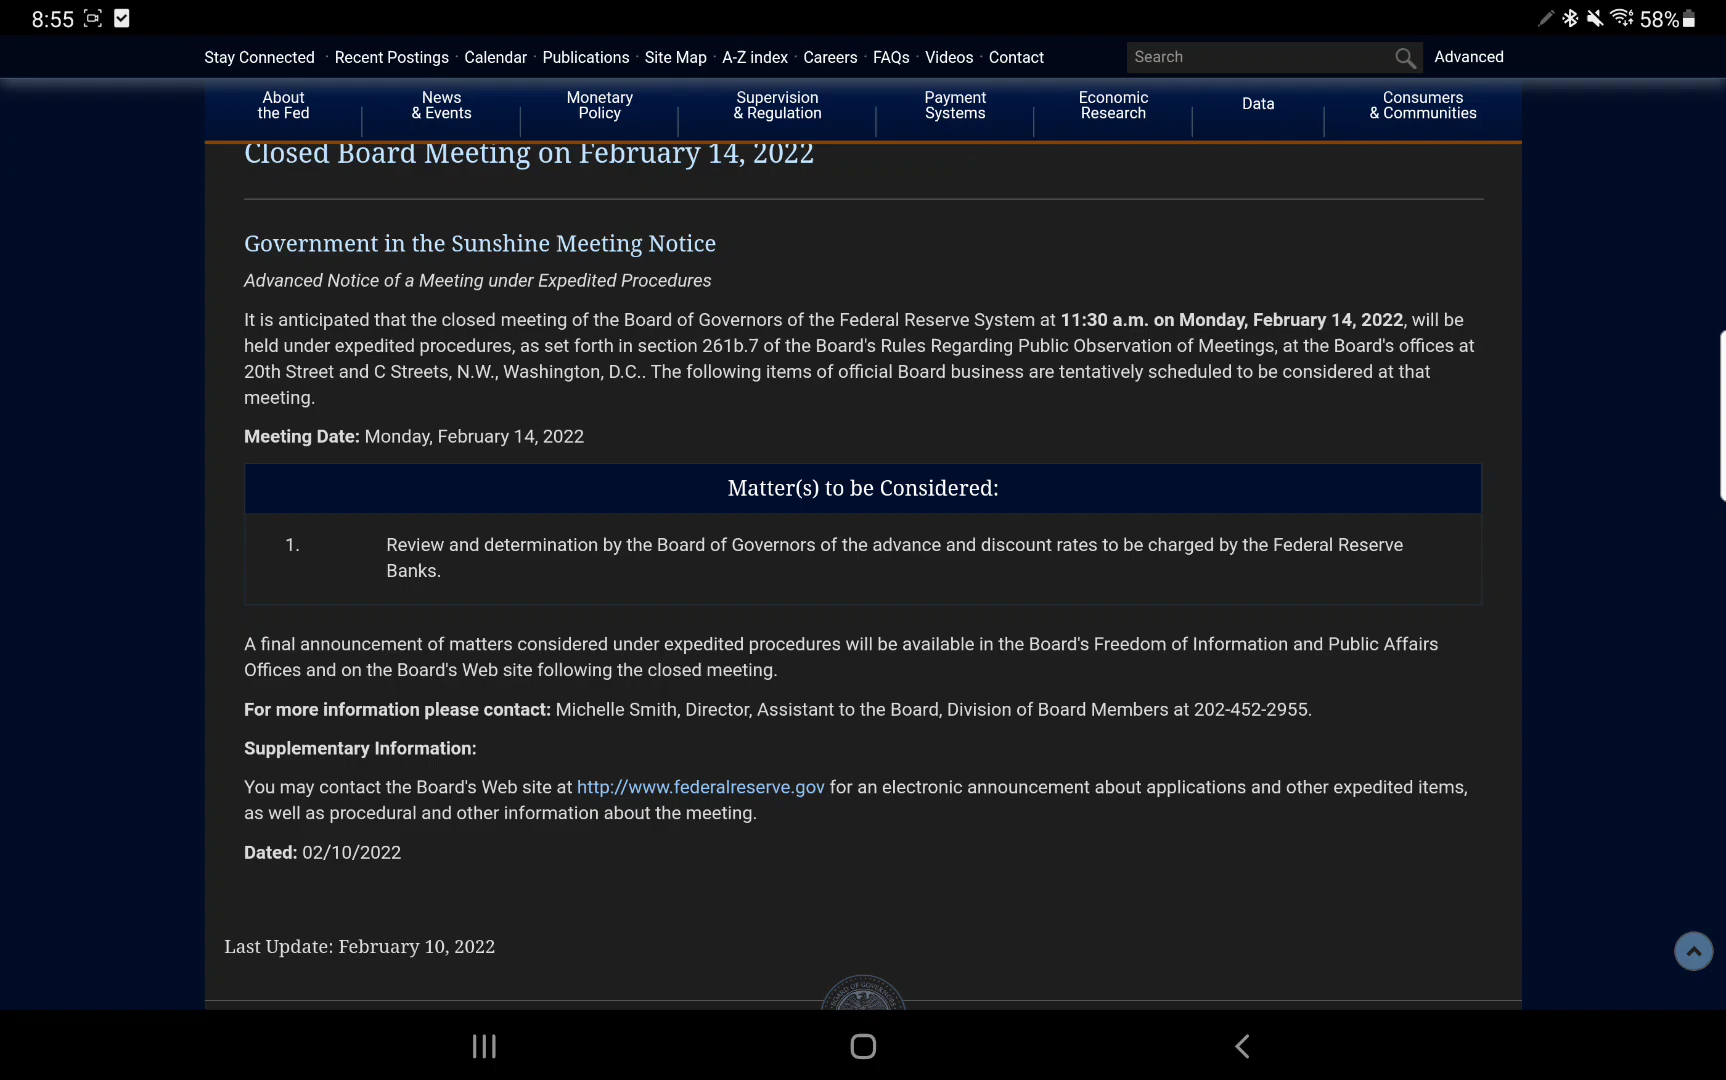 8:55
58%
Stay Connected · Recent Postings · Calendar · Publications · Site Map · A-Z index · Careers · FAQs · Videos · Contact
Search
Advanced
About
the Fed
News
& Events
Monetary
Policy
Supervision
& Regulation
Payment
Systems
Economic
Research
Data
Consumers
& Communities
Closed Board Meeting on February 14, 2022
Government in the Sunshine Meeting Notice
Advanced Notice of a Meeting under Expedited Procedures
It is anticipated that the closed meeting of the Board of Governors of the Federal Reserve System at 11:30 a.m. on Monday, February 14, 2022, will be
held under expedited procedures, as set forth in section 261b.7 of the Board's Rules Regarding Public Observation of Meetings, at the Board's offices at
20th Street and C Streets, N.W., Washington, D.C.. The following items of official Board business are tentatively scheduled to be considered at that
meeting.
Meeting Date: Monday, February 14, 2022
Matter(s) to be Considered:
1. Review and determination by the Board of Governors of the advance and discount rates to be charged by the Federal Reserve
Banks.
A final announcement of matters considered under expedited procedures will be available in the Board's Freedom of Information and Public Affairs
Offices and on the Board's Web site following the closed meeting.
For more information please contact: Michelle Smith, Director, Assistant to the Board, Division of Board Members at 202-452-2955.
Supplementary Information:
You may contact the Board's Web site at http://www.federalreserve.gov for an electronic announcement about applications and other expedited items,
as well as procedural and other information about the meeting.
Dated: 02/10/2022
Last Update: February 10, 2022
BOARD OF GOVERNORS